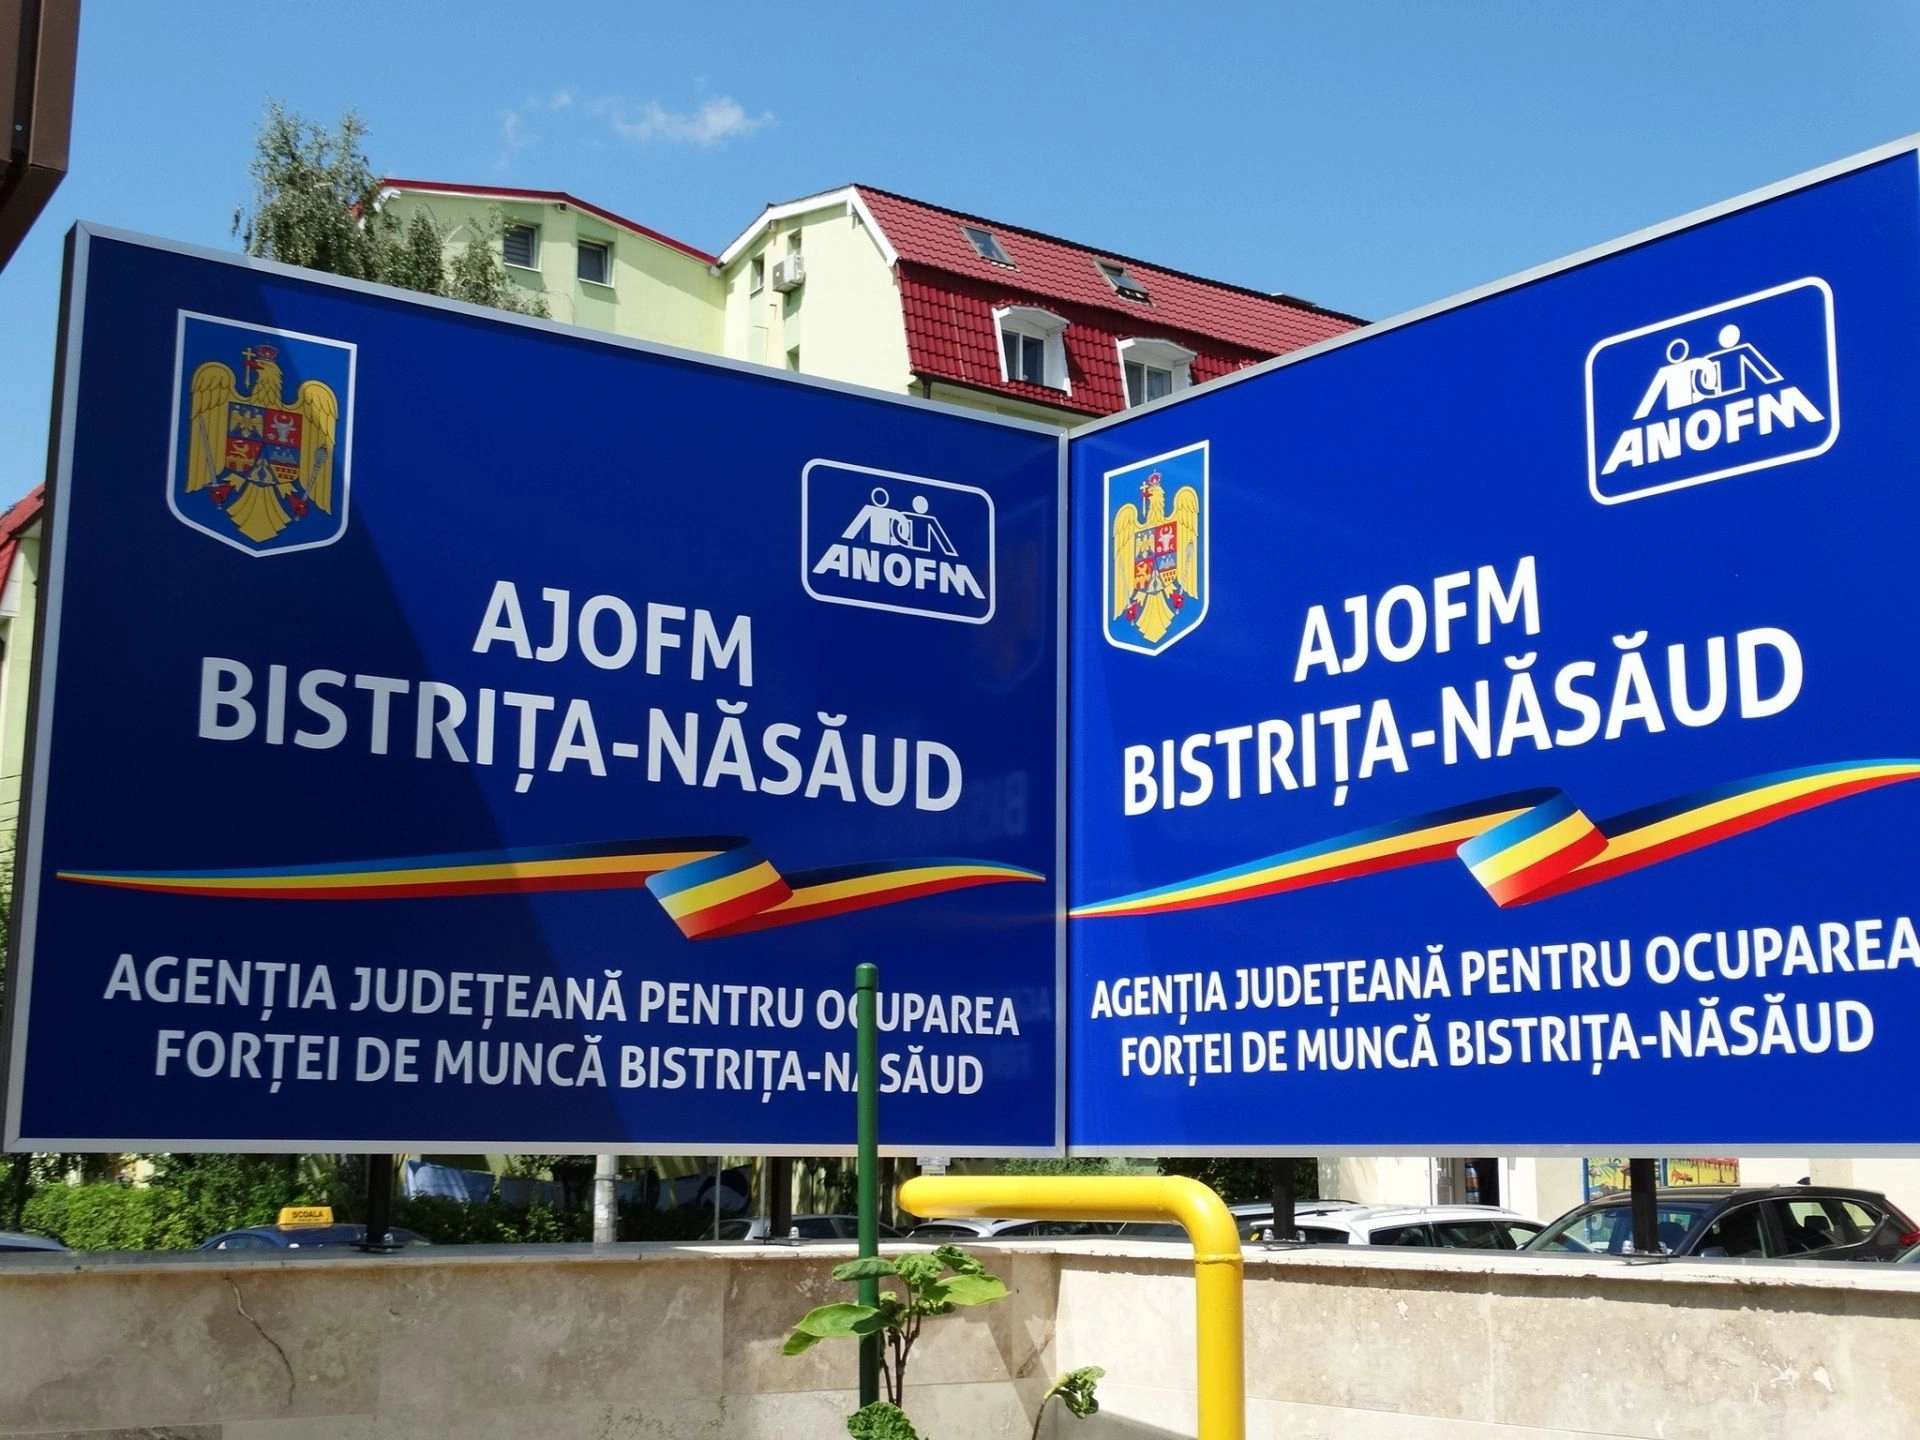 ANOFM
AJOFM
BISTRIȚA-NĂSĂUD
AGENȚIA JUDEȚEANĂ PENTRU OCUPAREA
FORȚEI DE MUNCĂ BISTRIȚA-NĂSĂUD
ANOFM
AJOFM
BISTRIȚA-NĂSĂUD
AGENȚIA JUDEȚEANĂ PENTRU OCUPAREA
FORȚEI DE MUNCĂ BISTRIȚA-NĂSĂUD
SCOALA